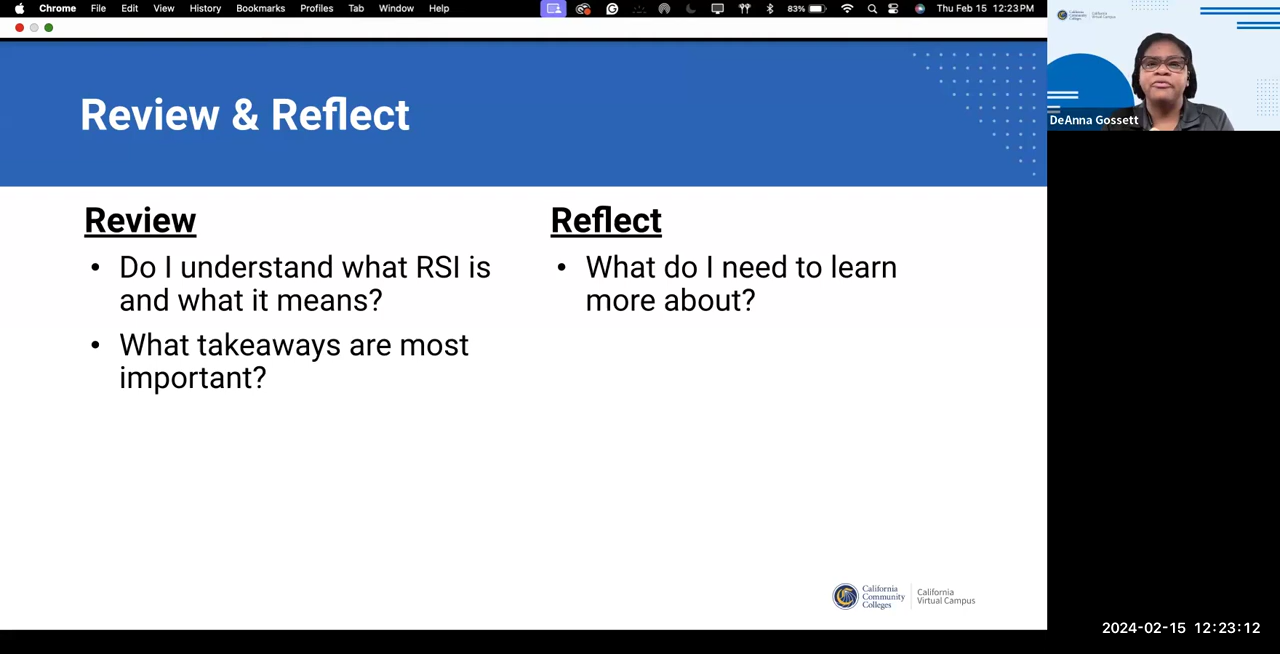 Chrome File Edit View History Bookmarks Profiles Tab Window Help
83% Thu Feb 15 12:23 PM
Review & Reflect
Review
• Do I understand what RSI is
and what it means?
• What takeaways are most
important?
Reflect
• What do I need to learn
more about?
California
Community
Colleges
California
Virtual Campus
DeAnna Gossett
2024-02-15 12:23:12